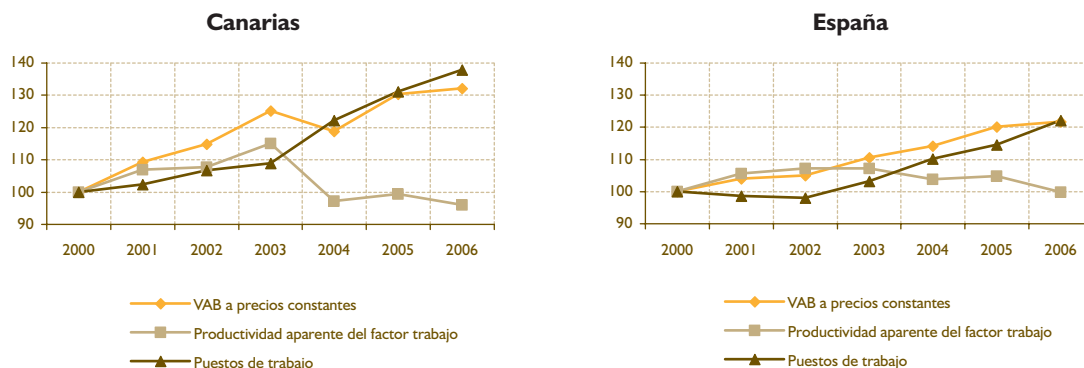 Canarias
140
130
120
110
100
90
2000 2001 2002 2003 2004 2005 2006
VAB a precios constantes
Productividad aparente del factor trabajo
Puestos de trabajo
España
140
130
120
110
100
90
2000 2001 2002 2003 2004 2005 2006
VAB a precios constantes
Productividad aparente del factor trabajo
Puestos de trabajo